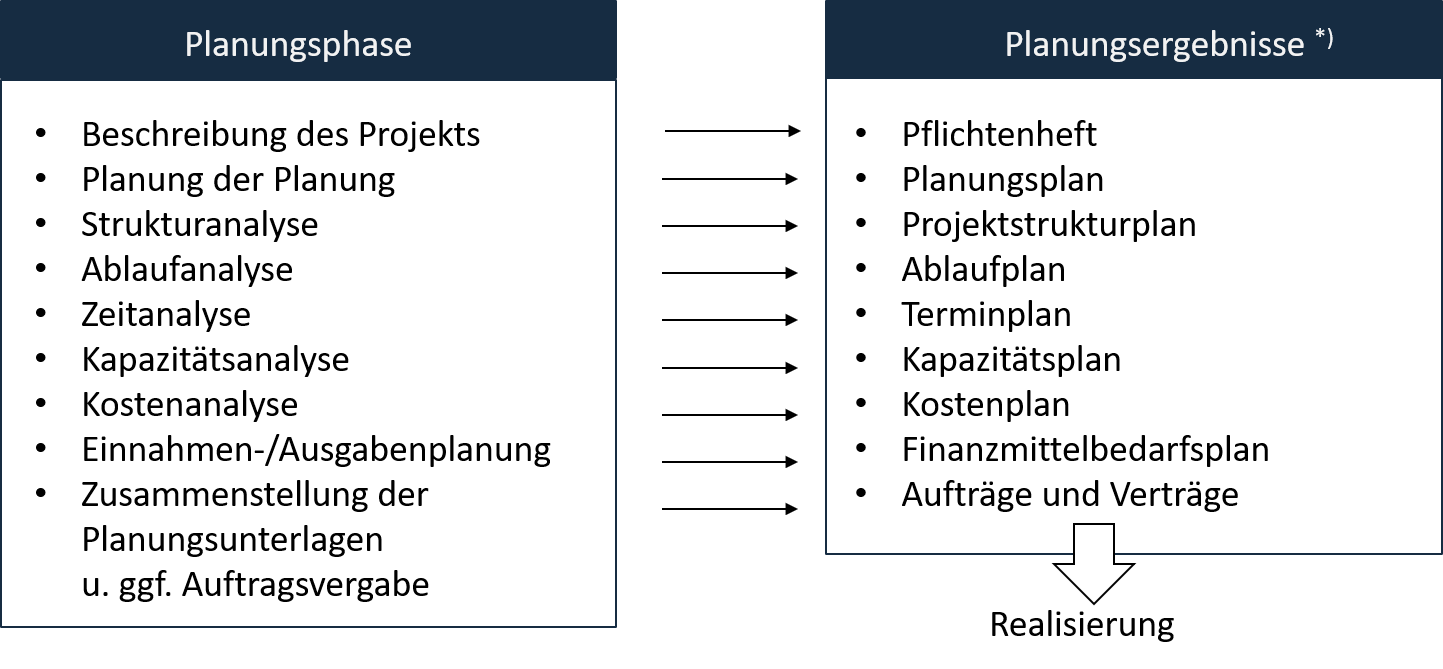 Planungsphase
• Beschreibung des Projekts
• Planung der Planung
• Strukturanalyse
• Ablaufanalyse
• Zeitanalyse
• Kapazitätsanalyse
• Kostenanalyse
• Einnahmen-/Ausgabenplanung
• Zusammenstellung der
Planungsunterlagen
u. ggf. Auftragsvergabe
Planungsergebnisse *)
• Pflichtenheft
• Planungsplan
• Projektstrukturplan
• Ablaufplan
• Terminplan
• Kapazitätsplan
• Kostenplan
• Finanzmittelbedarfsplan
• Aufträge und Verträge
Realisierung